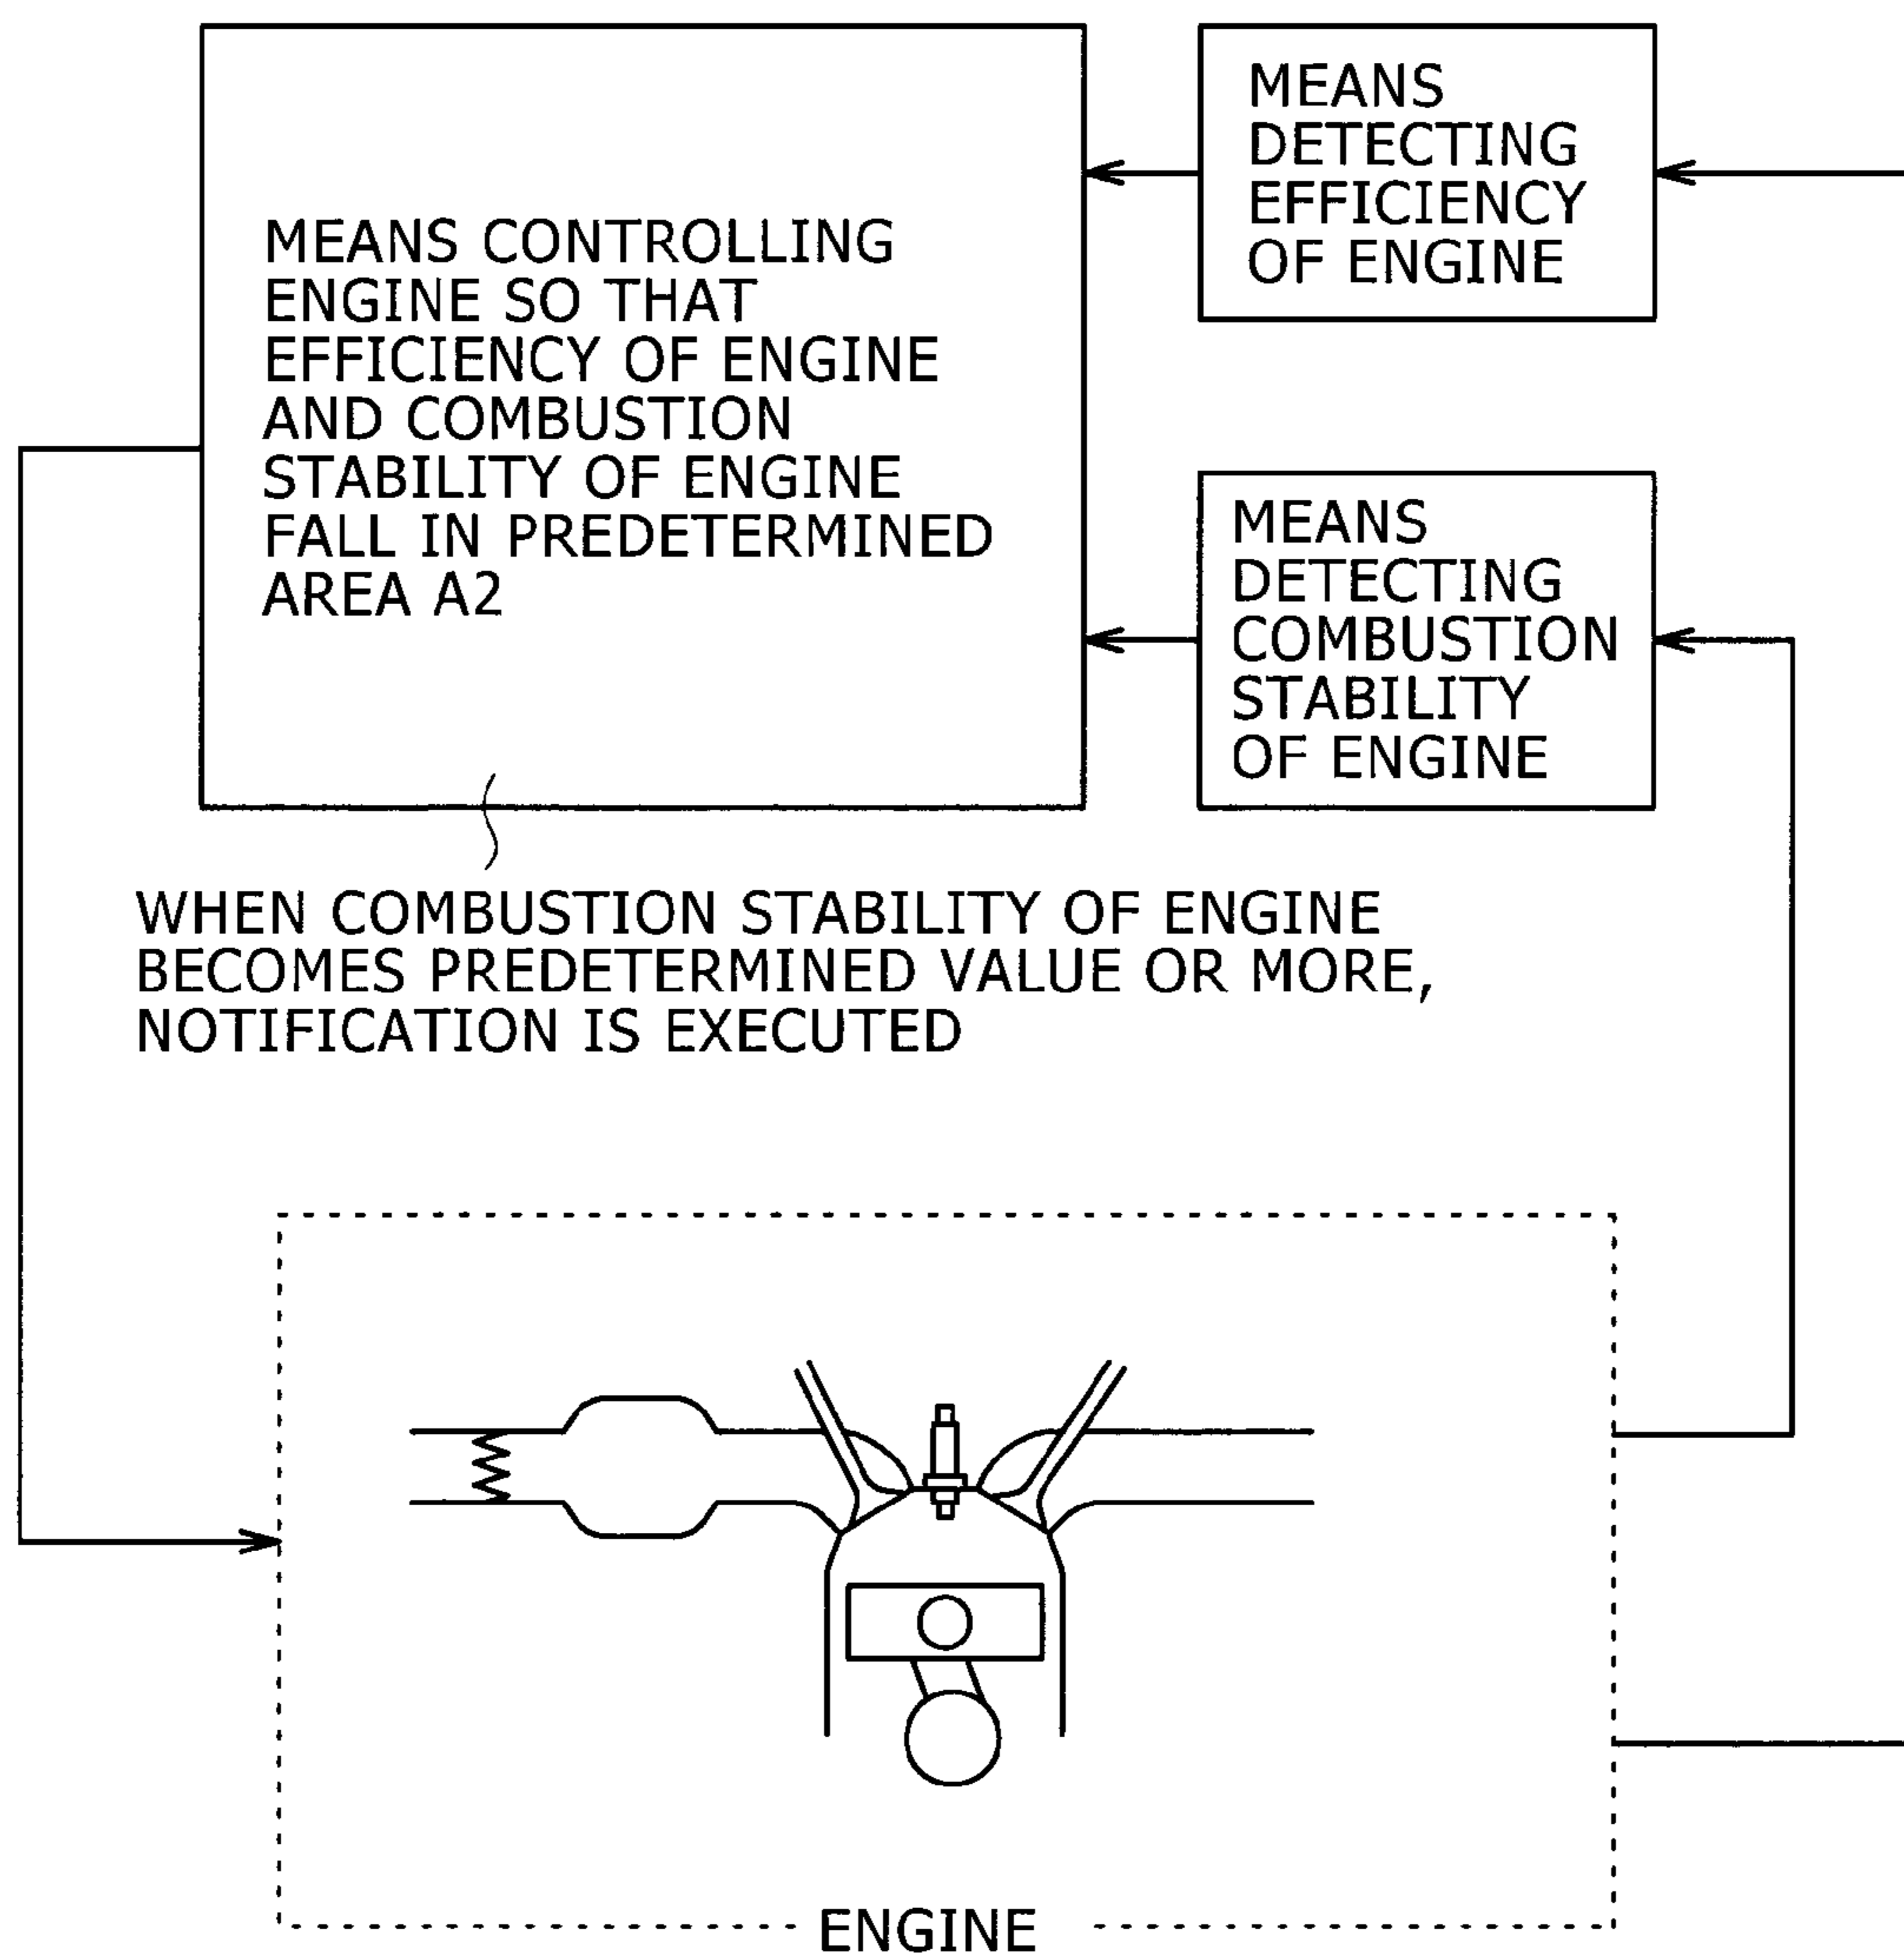 MEANS CONTROLLING
ENGINE SO THAT
EFFICIENCY OF ENGINE
AND COMBUSTION
STABILITY OF ENGINE
FALL IN PREDETERMINED
AREA A2
MEANS
DETECTING
EFFICIENCY
OF ENGINE
MEANS
DETECTING
COMBUSTION
STABILITY
OF ENGINE
WHEN COMBUSTION STABILITY OF ENGINE
BECOMES PREDETERMINED VALUE OR MORE,
NOTIFICATION IS EXECUTED
ENGINE